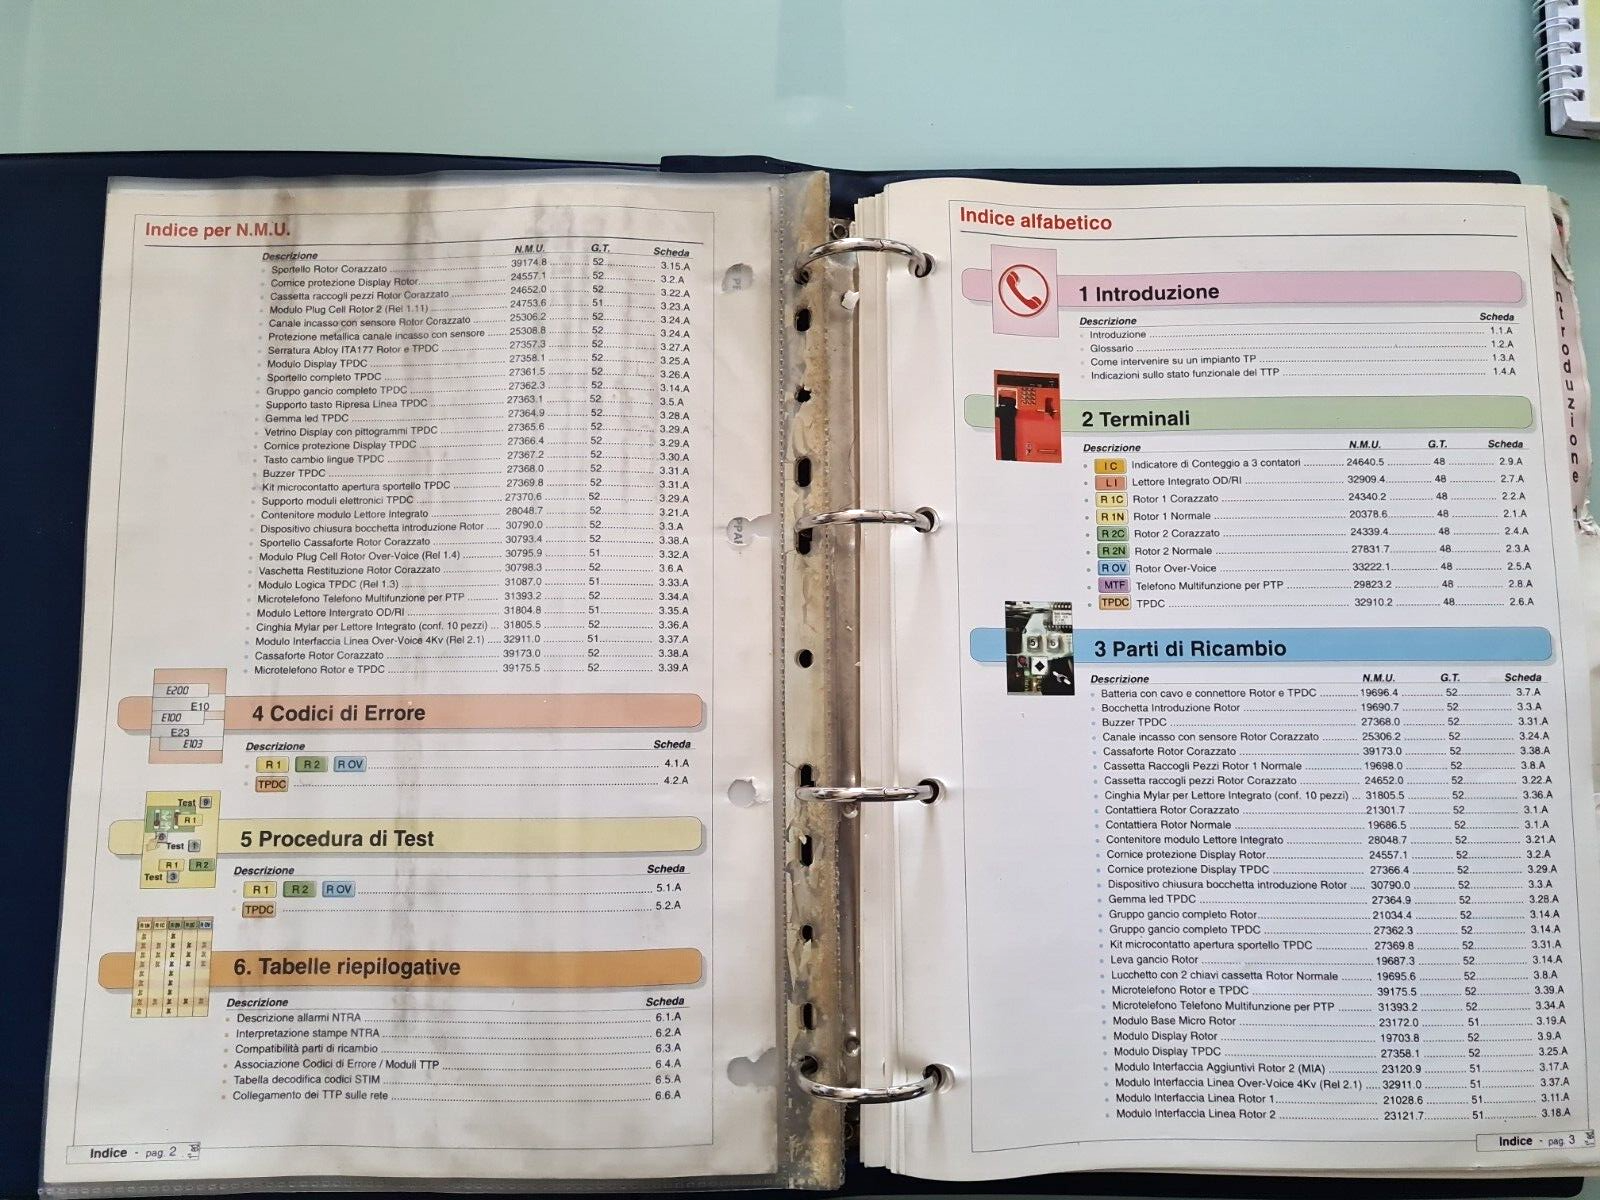 Indice per N.M.U.
Descrizione N.M.U. G.T. Scheda
Sportello Rotor Corazzato 39174.8 52 3.15.A
Cornice protezione Display Rotor 24557.1 52 3.2.A
Cassetta raccogli pezzi Rotor Corazzato 24652.0 52 3.22.A
Modulo Plug Cell Rotor 2 (Rel 1.11) 24753.6 51 3.23.A
Canale incasso con sensore Rotor Corazzato 25306.2 52 3.24.A
Protezione metallica canale incasso con sensore 25308.8 52 3.24.A
Serratura Abloy ITA177 Rotor e TPDC 27357.3 52 3.27.A
Modulo Display TPDC 27358.1 52 3.25.A
Sportello completo TPDC 27361.5 52 3.26.A
Gruppo gancio completo TPDC 27362.3 52 3.14.A
Supporto tasto Ripresa Linea TPDC 27363.1 52 3.5.A
Gemma led TPDC 27364.9 52 3.28.A
Vetrino Display con pittogrammi TPDC 27365.6 52 3.29.A
Cornice protezione Display TPDC 27366.4 52 3.29.A
Tasto cambio lingue TPDC 27367.2 52 3.30.A
Buzzer TPDC 27368.0 52 3.31.A
Kit microcontatto apertura sportello TPDC 27369.8 52 3.31.A
Supporto moduli elettronici TPDC 27370.6 52 3.29.A
Contenitore modulo Lettore Integrato 28048.7 52 3.21.A
Dispositivo chiusura bocchetta introduzione Rotor 30790.0 52 3.3.A
Sportello Cassaforte Rotor Corazzato 30793.4 52 3.38.A
Modulo Plug Cell Rotor Over-Voice (Rel 1.4) 30795.9 51 3.32.A
Vaschetta Restituzione Rotor Corazzato 30798.3 52 3.6.A
Modulo Logica TPDC (Rel 1.3) 31087.0 51 3.33.A
Microtelefono Telefono Multifunzione per PTP 31393.2 52 3.34.A
Modulo Lettore Intergrato OD/RI 31804.8 51 3.35.A
Cinghia Mylar per Lettore Integrato (conf. 10 pezzi) 31805.5 52 3.36.A
Modulo Interfaccia Linea Over-Voice 4Kv (Rel 2.1) 32911.0 51 3.37.A
Cassaforte Rotor Corazzato 39173.0 52 3.38.A
Microtelefono Rotor e TPDC 39175.5 52 3.39.A
E200
E10
E100
E23
E103
4 Codici di Errore
Descrizione Scheda
R 1 R 2 R OV 4.1.A
TPDC 4.2.A
Test 9
R 1
6
Test 1
R 1 R 2
Test 3
5 Procedura di Test
Descrizione Scheda
R 1 R 2 R OV 5.1.A
TPDC 5.2.A
R 1N R 1C R 2N R 2C R OV
6. Tabelle riepilogative
Descrizione Scheda
Descrizione allarmi NTRA 6.1.A
Interpretazione stampe NTRA 6.2.A
Compatibilità parti di ricambio 6.3.A
Associazione Codici di Errore / Moduli TTP 6.4.A
Tabella decodifica codici STIM 6.5.A
Collegamento dei TTP sulle rete 6.6.A
Indice - pag. 2
Indice alfabetico
1 Introduzione
Descrizione Scheda
Introduzione 1.1.A
Glossario 1.2.A
Come intervenire su un impianto TP 1.3.A
Indicazioni sullo stato funzionale del TTP 1.4.A
2 Terminali
Descrizione N.M.U. G.T. Scheda
I C Indicatore di Conteggio a 3 contatori 24640.5 48 2.9.A
L I Lettore Integrato OD/RI 32909.4 48 2.7.A
R 1C Rotor 1 Corazzato 24340.2 48 2.2.A
R 1N Rotor 1 Normale 20378.6 48 2.1.A
R 2C Rotor 2 Corazzato 24339.4 48 2.4.A
R 2N Rotor 2 Normale 27831.7 48 2.3.A
R OV Rotor Over-Voice 33222.1 48 2.5.A
MTF Telefono Multifunzione per PTP 29823.2 48 2.8.A
TPDC TPDC 32910.2 48 2.6.A
3 Parti di Ricambio
Descrizione N.M.U. G.T. Scheda
Batteria con cavo e connettore Rotor e TPDC 19696.4 52 3.7.A
Bocchetta Introduzione Rotor 19690.7 52 3.3.A
Buzzer TPDC 27368.0 52 3.31.A
Canale incasso con sensore Rotor Corazzato 25306.2 52 3.24.A
Cassaforte Rotor Corazzato 39173.0 52 3.38.A
Cassetta Raccogli Pezzi Rotor 1 Normale 19698.0 52 3.8.A
Cassetta raccogli pezzi Rotor Corazzato 24652.0 52 3.22.A
Cinghia Mylar per Lettore Integrato (conf. 10 pezzi) 31805.5 52 3.36.A
Contattiera Rotor Corazzato 21301.7 52 3.1.A
Contattiera Rotor Normale 19686.5 52 3.1.A
Contenitore modulo Lettore Integrato 28048.7 52 3.21.A
Cornice protezione Display Rotor 24557.1 52 3.2.A
Cornice protezione Display TPDC 27366.4 52 3.29.A
Dispositivo chiusura bocchetta introduzione Rotor 30790.0 52 3.3.A
Gemma led TPDC 27364.9 52 3.28.A
Gruppo gancio completo Rotor 21034.4 52 3.14.A
Gruppo gancio completo TPDC 27362.3 52 3.14.A
Kit microcontatto apertura sportello TPDC 27369.8 52 3.31.A
Leva gancio Rotor 19687.3 52 3.14.A
Lucchetto con 2 chiavi cassetta Rotor Normale 19695.6 52 3.8.A
Microtelefono Rotor e TPDC 39175.5 52 3.39.A
Microtelefono Telefono Multifunzione per PTP 31393.2 52 3.34.A
Modulo Base Micro Rotor 23172.0 51 3.19.A
Modulo Display Rotor 19703.8 52 3.9.A
Modulo Display TPDC 27358.1 52 3.25.A
Modulo Interfaccia Aggiuntivi Rotor 2 (MIA) 23120.9 51 3.17.A
Modulo Interfaccia Linea Over-Voice 4Kv (Rel 2.1) 32911.0 51 3.37.A
Modulo Interfaccia Linea Rotor 1 21028.6 51 3.11.A
Modulo Interfaccia Linea Rotor 2 23121.7 51 3.18.A
Indice - pag. 3
Introduzione